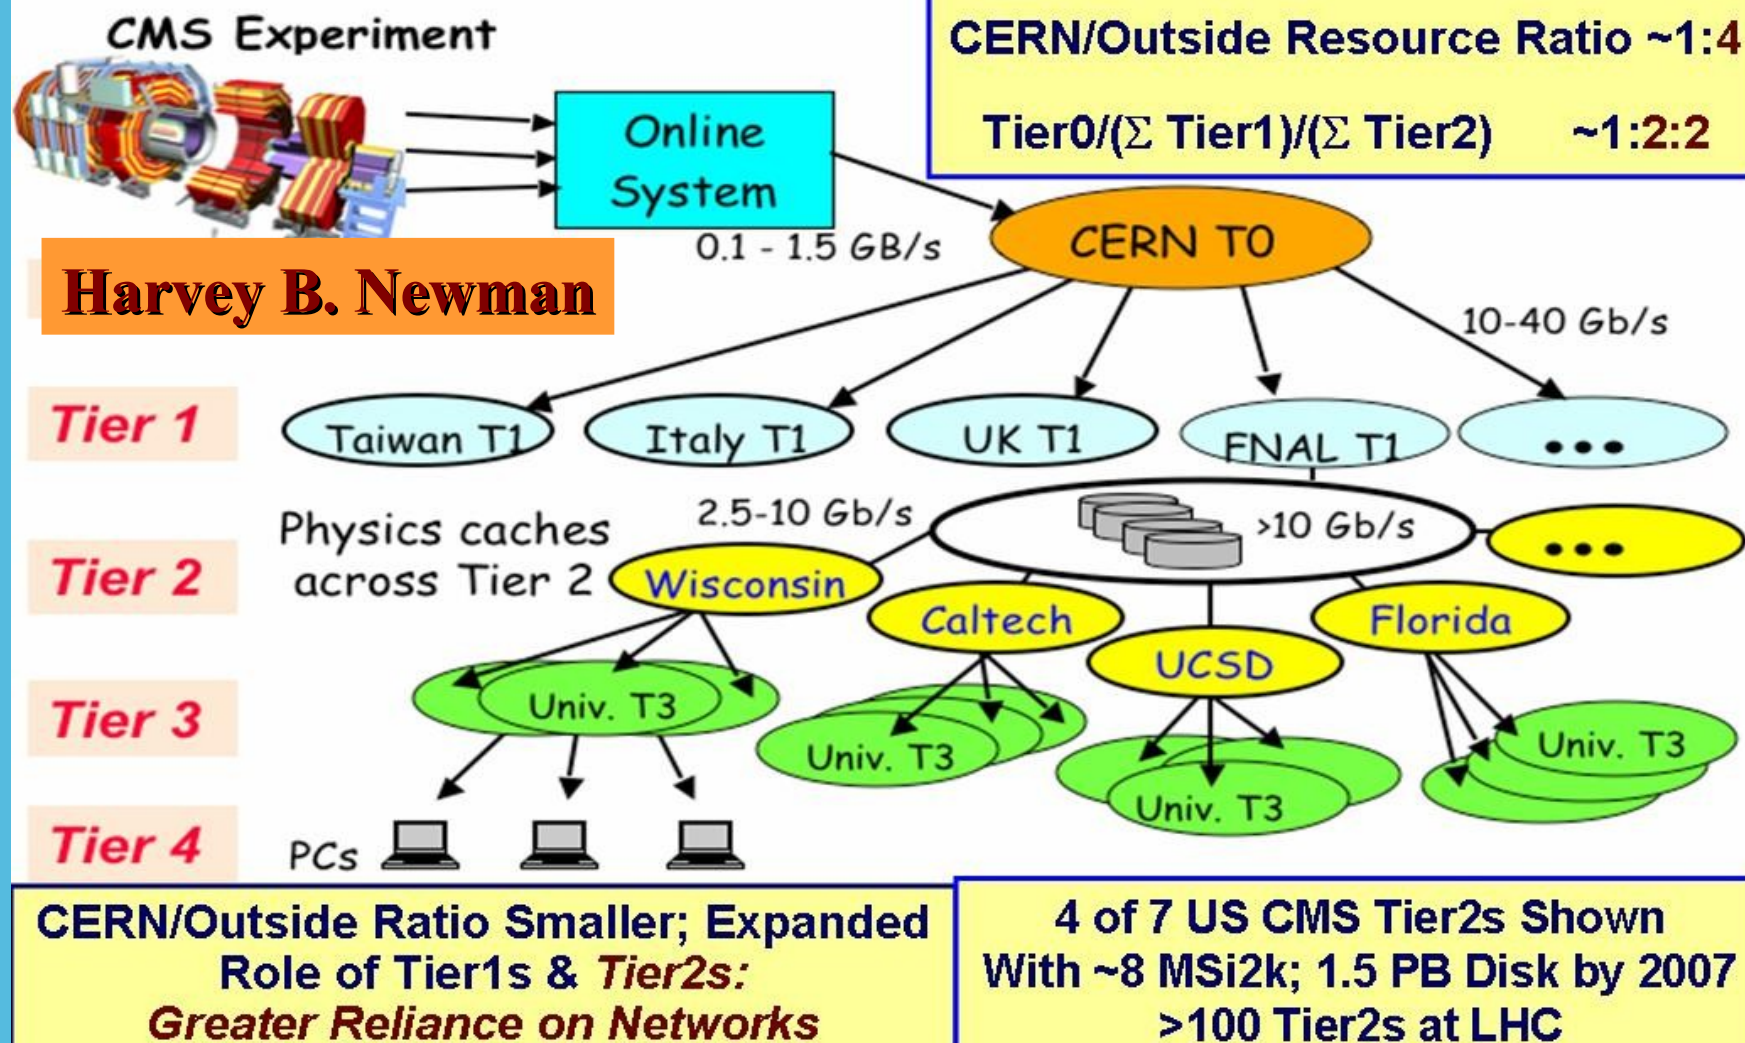 CMS Experiment
CERN/Outside Resource Ratio ~1:4
Tier0/(Σ Tier1)/(Σ Tier2) ~1:2:2
Online
System
CERN T0
0.1 - 1.5 GB/s
Harvey B. Newman
10-40 Gb/s
Tier 1
Taiwan T1
Italy T1
UK T1
FNAL T1
...
Physics caches
across Tier 2
2.5-10 Gb/s
>10 Gb/s
...
Tier 2
Wisconsin
Caltech
UCSD
Florida
Tier 3
Univ. T3
Univ. T3
Univ. T3
Univ. T3
Tier 4
PCs
CERN/Outside Ratio Smaller; Expanded
Role of Tier1s & Tier2s:
Greater Reliance on Networks
4 of 7 US CMS Tier2s Shown
With ~8 MSi2k; 1.5 PB Disk by 2007
>100 Tier2s at LHC